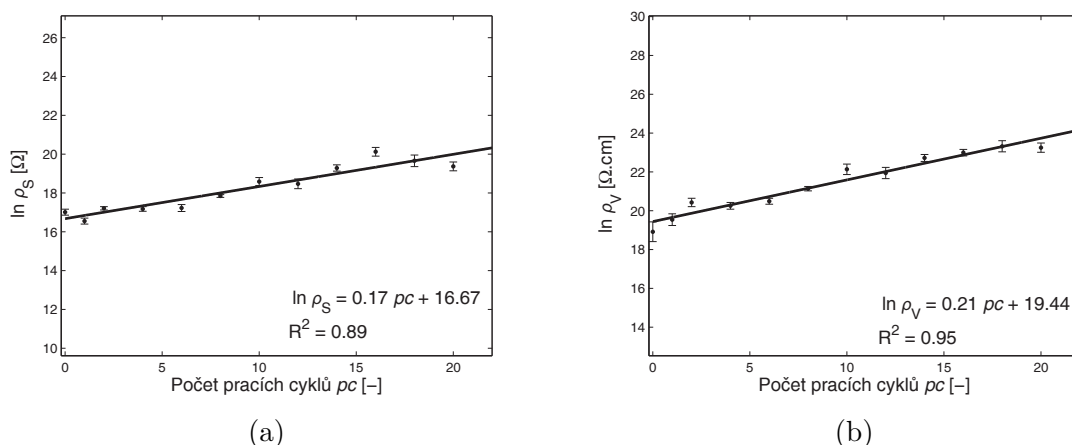 26
24
22
20
18
16
14
12
10
ln ρS [Ω]
ln ρS = 0.17 pc + 16.67
R2 = 0.89
0 5 10 15 20
Počet pracích cyklů pc [–]
(a)
30
28
26
24
22
20
18
16
14
ln ρV [Ω.cm]
ln ρV = 0.21 pc + 19.44
R2 = 0.95
0 5 10 15 20
Počet pracích cyklů pc [–]
(b)